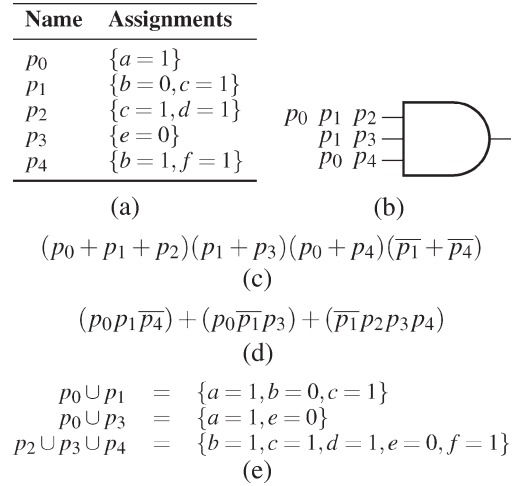 Name Assignments
p₀ {a = 1}
p₁ {b = 0, c = 1}
p₂ {c = 1, d = 1}
p₃ {e = 0}
p₄ {b = 1, f = 1}
p₀ p₁ p₂
p₁ p₃
p₀ p₄
(a)
(b)
(p₀ + p₁ + p₂)(p₁ + p₃)(p₀ + p₄)(p̅₁ + p̅₄)
(c)
(p₀p₁p̅₄) + (p₀p̅₁p₃) + (p̅₁p₂p₃p₄)
(d)
p₀ ∪ p₁ = {a = 1, b = 0, c = 1}
p₀ ∪ p₃ = {a = 1, e = 0}
p₂ ∪ p₃ ∪ p₄ = {b = 1, c = 1, d = 1, e = 0, f = 1}
(e)